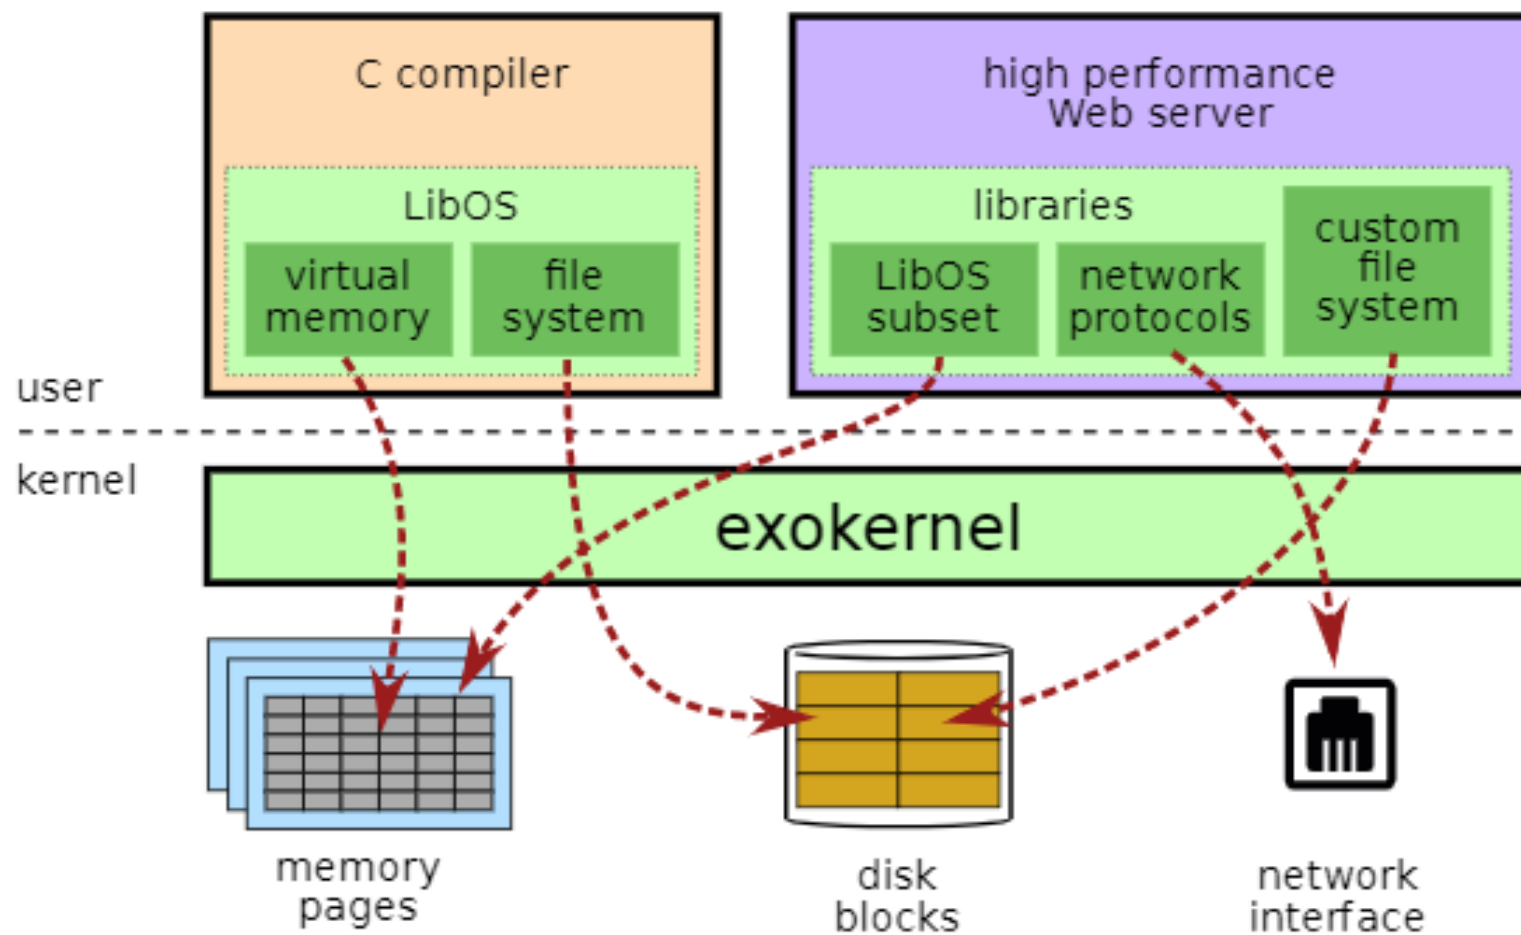 C compiler
LibOS
virtual
memory
file
system
high performance
Web server
libraries
LibOS
subset
network
protocols
custom
file
system
user
kernel
exokernel
memory
pages
disk
blocks
network
interface